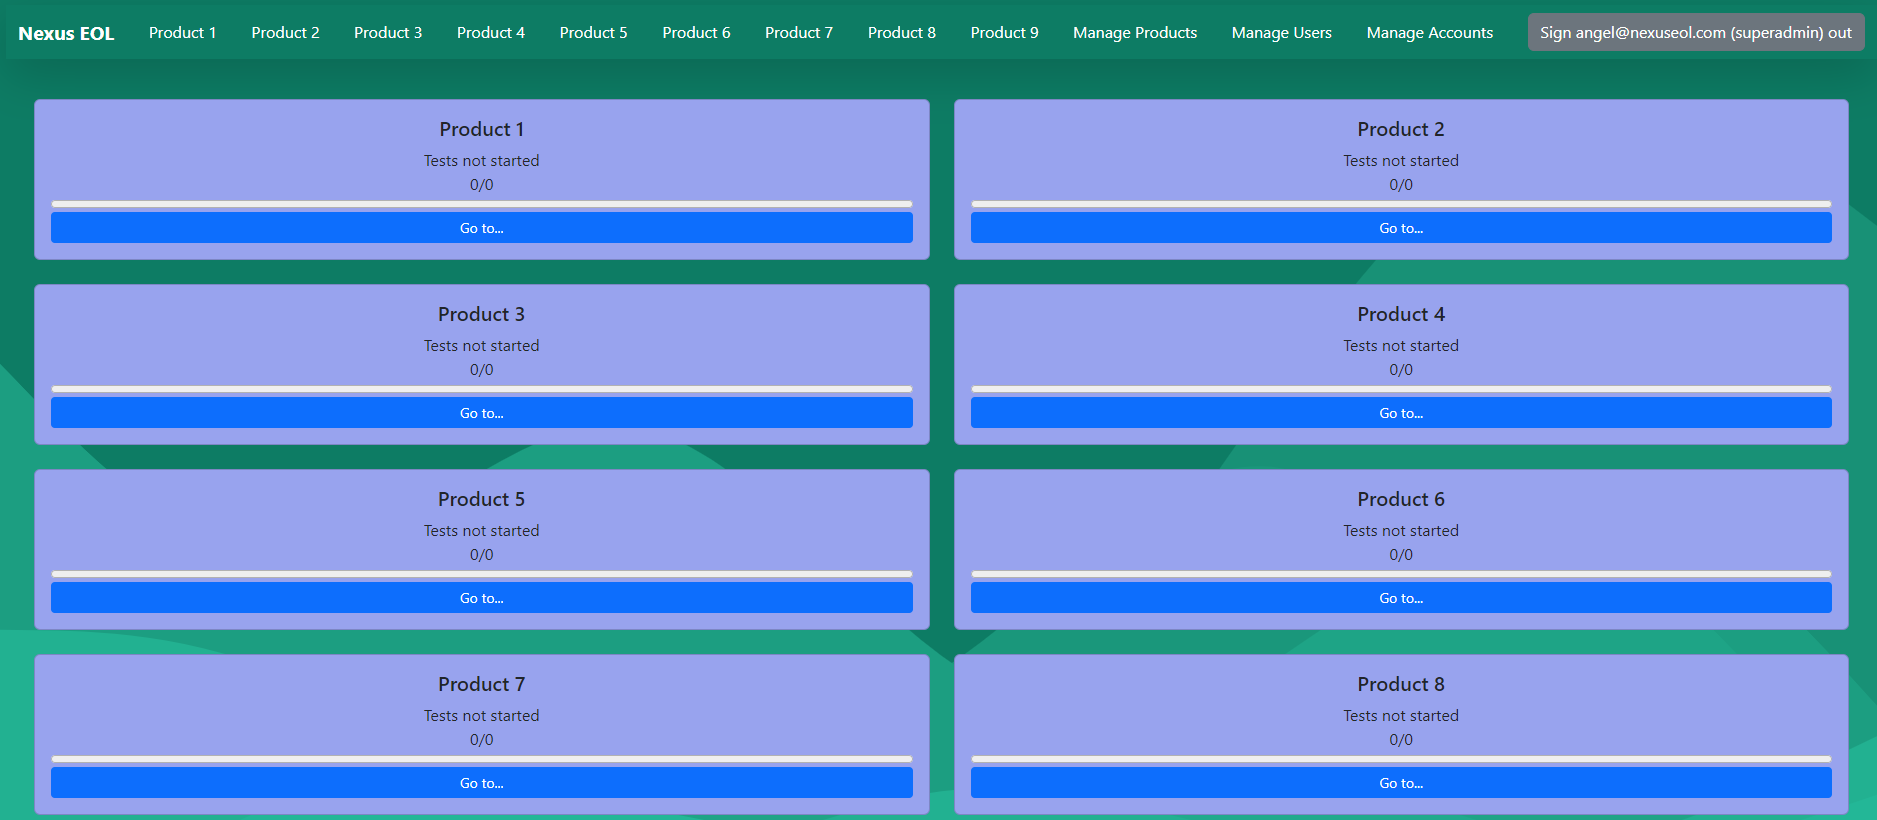 Nexus EOL Product 1 Product 2 Product 3 Product 4 Product 5 Product 6 Product 7 Product 8 Product 9 Manage Products Manage Users Manage Accounts Sign angel@nexuseol.com (superadmin) out
Product 1
Tests not started
0/0
Go to...
Product 2
Tests not started
0/0
Go to...
Product 3
Tests not started
0/0
Go to...
Product 4
Tests not started
0/0
Go to...
Product 5
Tests not started
0/0
Go to...
Product 6
Tests not started
0/0
Go to...
Product 7
Tests not started
0/0
Go to...
Product 8
Tests not started
0/0
Go to...